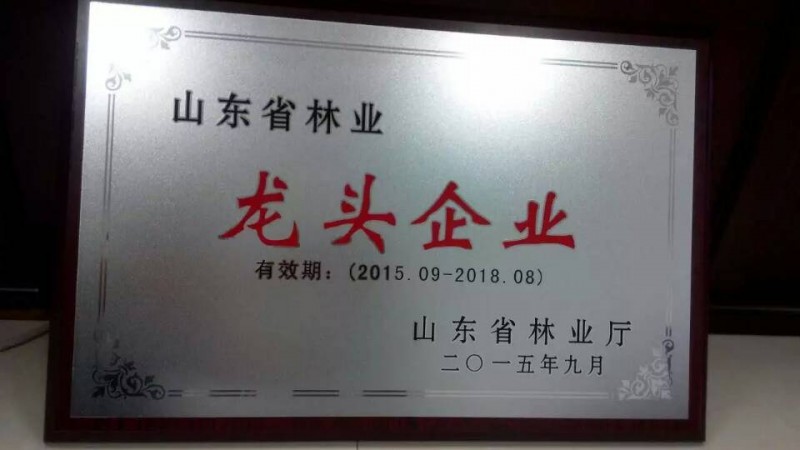 山东省林业
龙头企业
有效期：(2015.09-2018.08)
山东省林业厅
二〇一五年九月